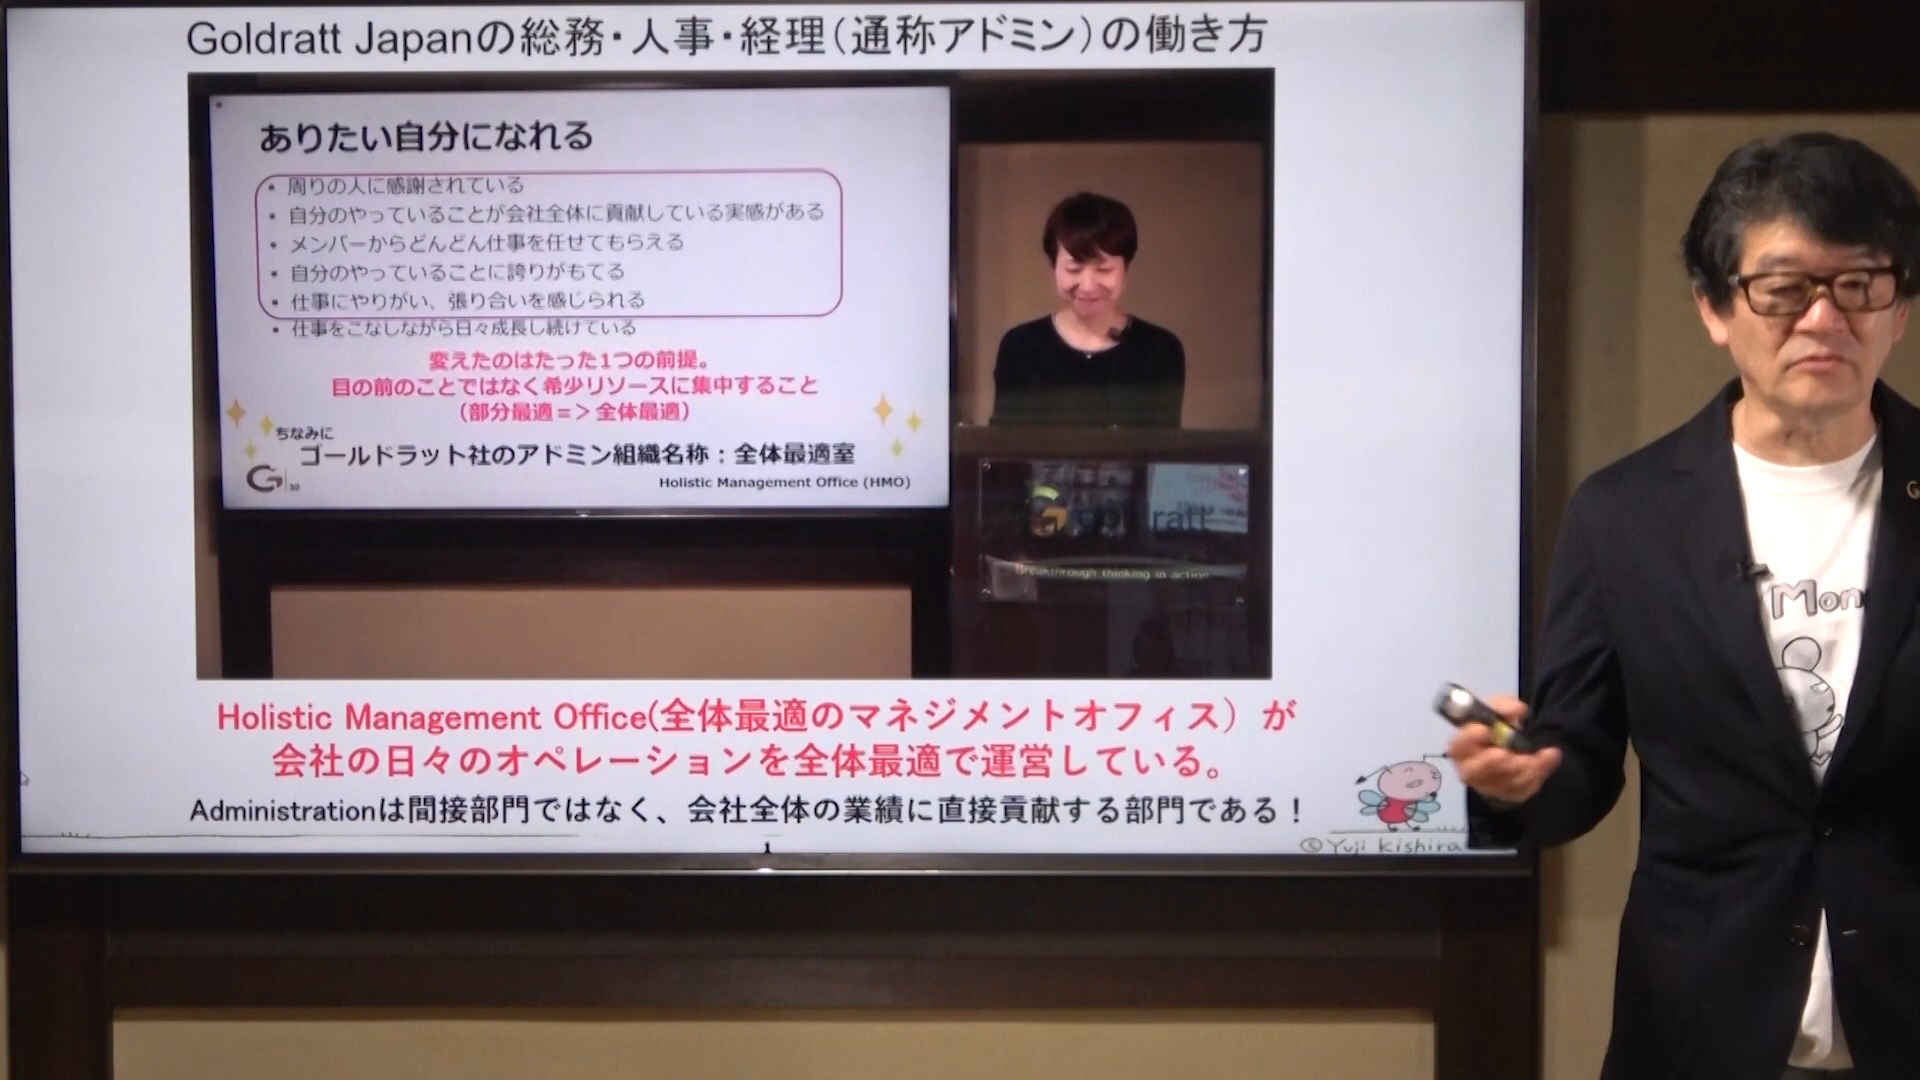 Goldratt Japanの総務・人事・経理（通称アドミン）の働き方
ありたい自分になれる
• 周りの人に感謝されている
• 自分のやっていることが会社全体に貢献している実感がある
• メンバーからどんどん仕事を任せてもらえる
• 自分のやっていることに誇りがもてる
• 仕事にやりがい、張り合いを感じられる
• 仕事をこなしながら日々成長し続けている
変えたのはたった1つの前提。
目の前のことではなく希少リソースに集中すること
（部分最適＝＞全体最適）
ちなみに
ゴールドラット社のアドミン組織名称：全体最適室
Holistic Management Office (HMO)
30
Breakthrough thinking in action
Holistic Management Office(全体最適のマネジメントオフィス）が
会社の日々のオペレーションを全体最適で運営している。
Administrationは間接部門ではなく、会社全体の業績に直接貢献する部門である！
©Yuji Kishira
1
Mon